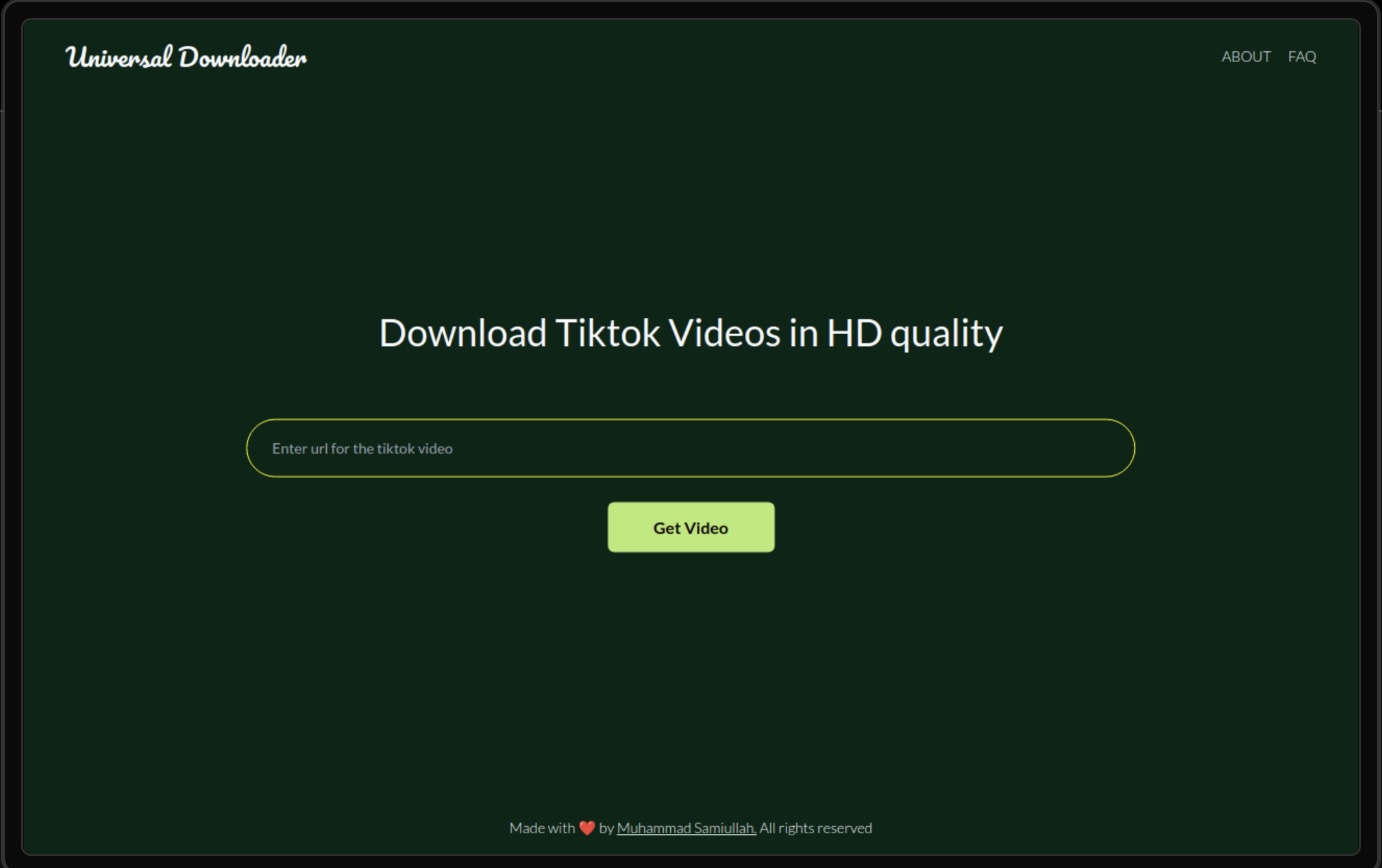 Universal Downloader
ABOUT FAQ
Download Tiktok Videos in HD quality
Enter url for the tiktok video
Get Video
Made with ❤️ by Muhammad Samiullah. All rights reserved